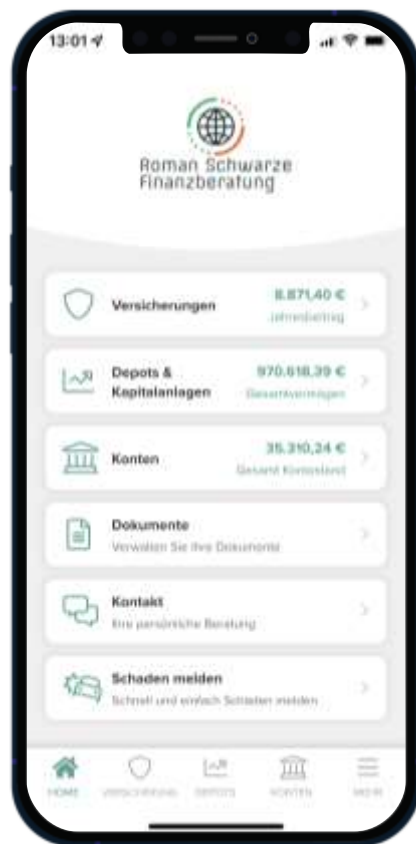 13:01
Roman Schwarze
Finanzberatung
Versicherungen
8.871,40 €
Jahresbeitrag
Depots &
Kapitalanlagen
970.618,39 €
Gesamtvermögen
Konten
35.310,24 €
Gesamt Kontostand
Dokumente
Verwalten Sie Ihre Dokumente
Kontakt
Ihre persönliche Beratung
Schaden melden
Schnell und einfach Schäden melden
HOME
VERSICHERUNG
DEPOTS
KONTEN
MEHR